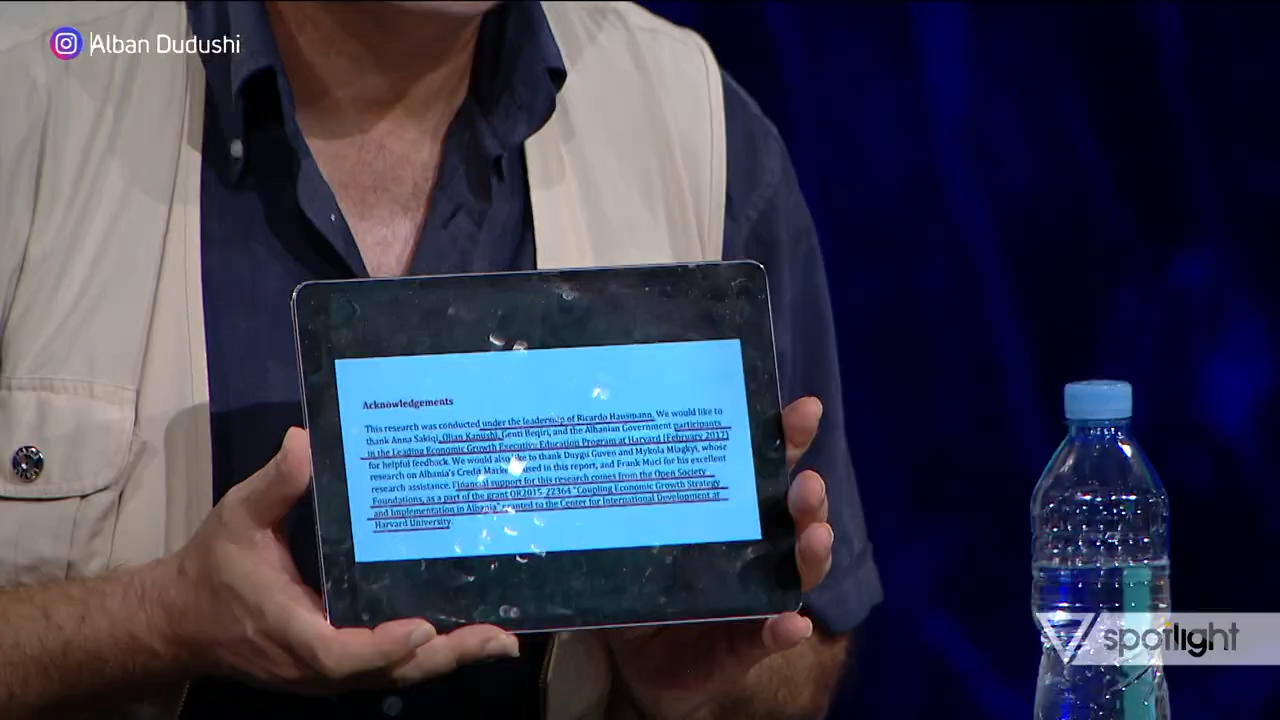 Alban Dudushi
Acknowledgements
This research was conducted under the leadership of Ricardo Hausmann. We would like to
thank Anna Sakiqi, Olian Kanushi, Genti Beqiri, and the Albanian Government participants
in the Leading Economic Growth Executive Education Program at Harvard (February 2017)
for helpful feedback. We would also like to thank Duygu Guven and Mykola Miagkyi, whose
research on Albania's Credit Market used in this report, and Frank Muci for his excellent
research assistance. Financial support for this research comes from the Open Society
Foundations, as a part of the grant OR2015-22364 "Coupling Economic Growth Strategy
and Implementation in Albania" granted to the Center for International Development at
Harvard University.
spotlight